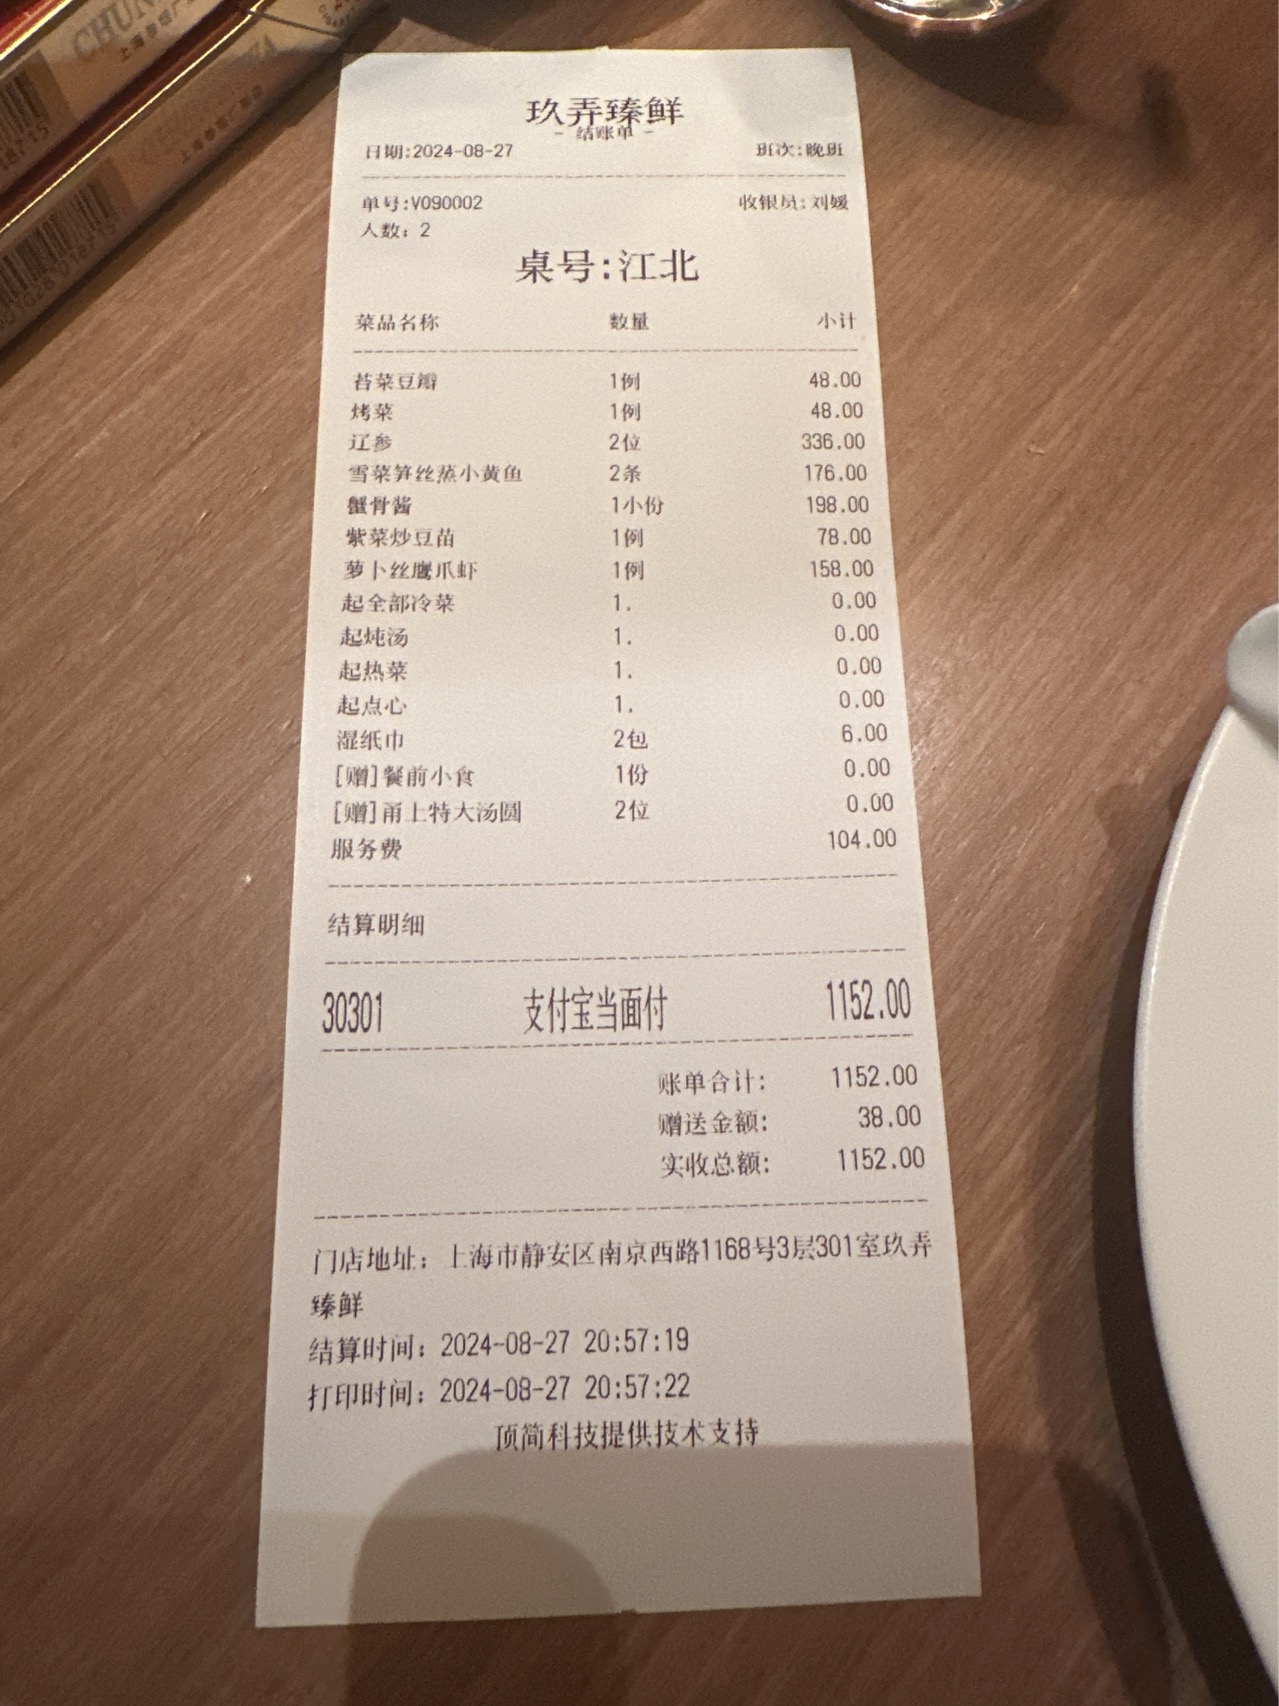 CHUN
玖弄臻鲜
- 结账单 -
日期:2024-08-27 班次:晚班
单号:V090002 收银员:刘媛
人数: 2
桌号:江北
菜品名称 数量 小计
苔菜豆瓣 1例 48.00
烤菜 1例 48.00
辽参 2位 336.00
雪菜笋丝蒸小黄鱼 2条 176.00
蟹骨酱 1小份 198.00
紫菜炒豆苗 1例 78.00
萝卜丝鹰爪虾 1例 158.00
起全部冷菜 1. 0.00
起炖汤 1. 0.00
起热菜 1. 0.00
起点心 1. 0.00
湿纸巾 2包 6.00
[赠]餐前小食 1份 0.00
[赠]甬上特大汤圆 2位 0.00
服务费 104.00
结算明细
30301 支付宝当面付 1152.00
账单合计: 1152.00
赠送金额: 38.00
实收总额: 1152.00
门店地址: 上海市静安区南京西路1168号3层301室玖弄
臻鲜
结算时间: 2024-08-27 20:57:19
打印时间: 2024-08-27 20:57:22
顶简科技提供技术支持